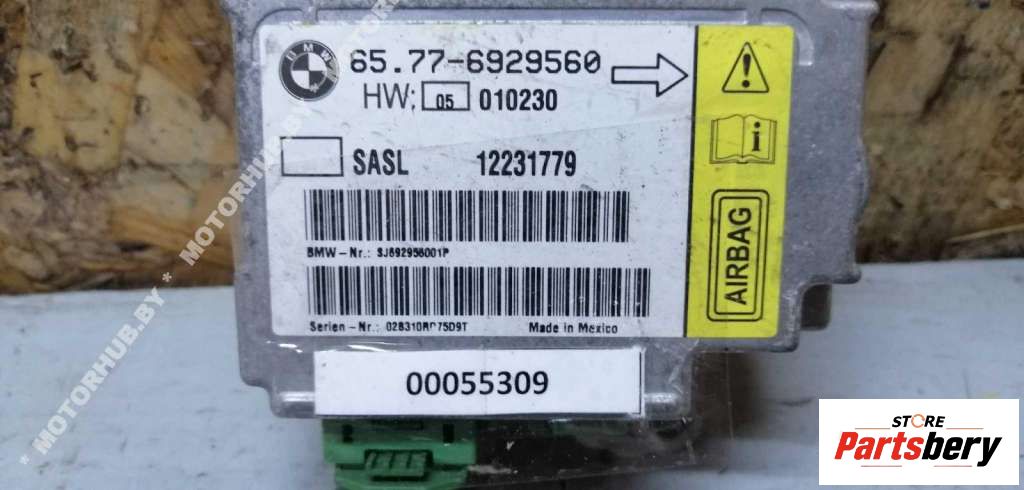 BMW 65.77-6929560
HW: 05 010230
SASL 12231779
BMW-Nr.: SJ692956001P
Serien-Nr.:
Made in Mexico
i
AIRBAG
00055309
* MOTORHUB.BY * MOTORHUB.BY
STORE
Partsbery